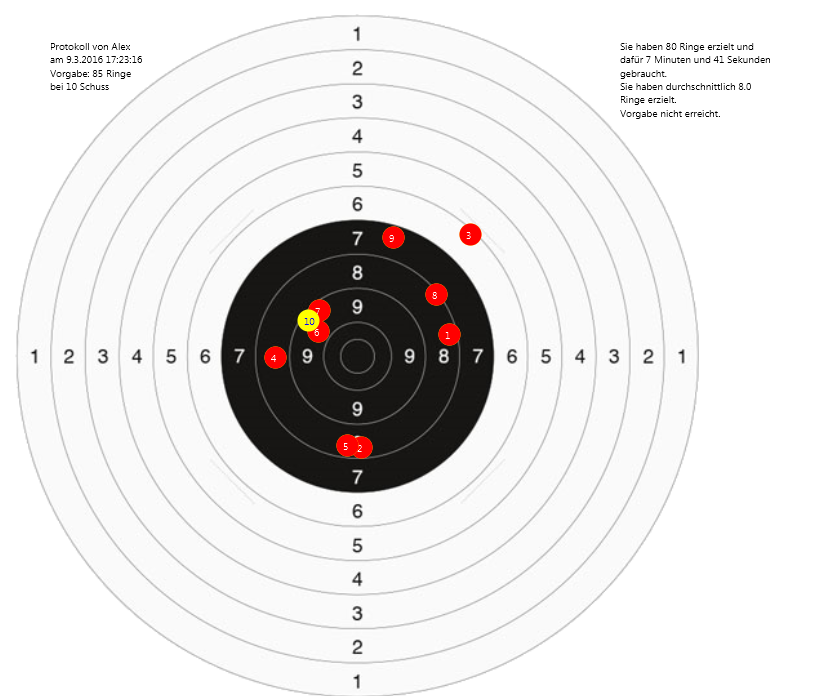 Protokoll von Alex
am 9.3.2016 17:23:16
Vorgabe: 85 Ringe
bei 10 Schuss
Sie haben 80 Ringe erzielt und
dafür 7 Minuten und 41 Sekunden
gebraucht.
Sie haben durchschnittlich 8.0
Ringe erzielt.
Vorgabe nicht erreicht.
1
2
3
4
5
6
7
9
3
8
8
9
7
10
6
1
1 2 3 4 5 6 7 4 9 9 8 7 6 5 4 3 2 1
9
5 2
7
6
5
4
3
2
1